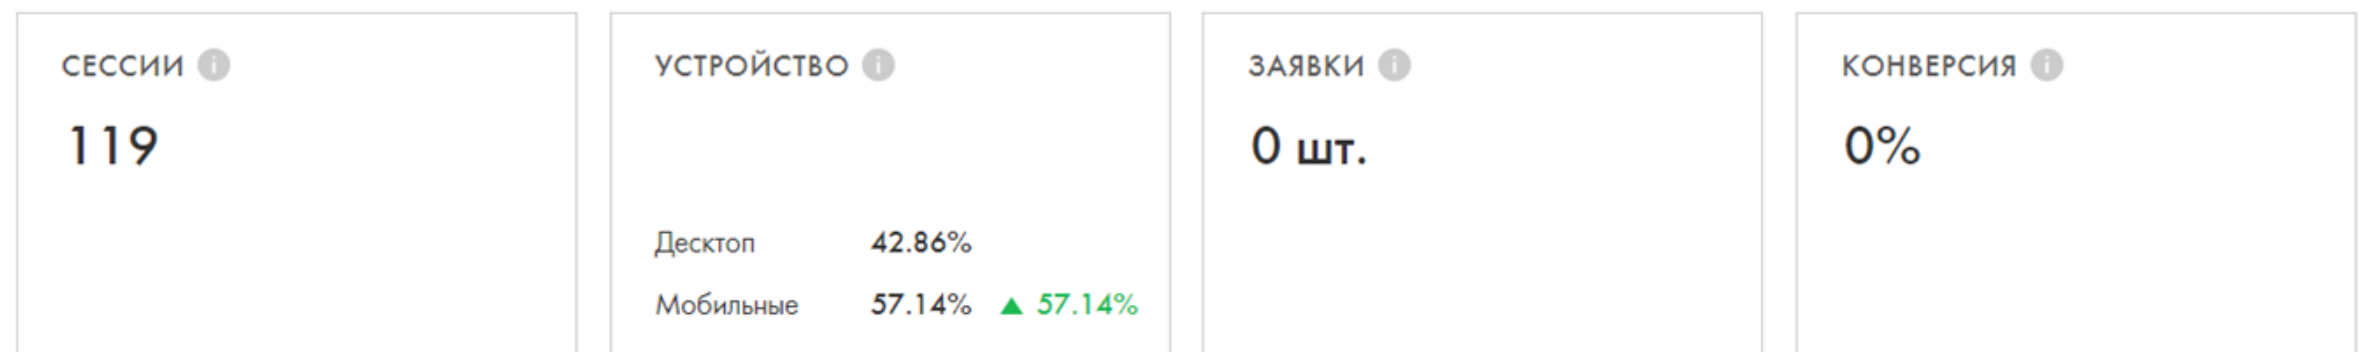 СЕССИИ
119
УСТРОЙСТВО
Десктоп 42.86%
Мобильные 57.14% ▲ 57.14%
ЗАЯВКИ
0 шт.
КОНВЕРСИЯ
0%